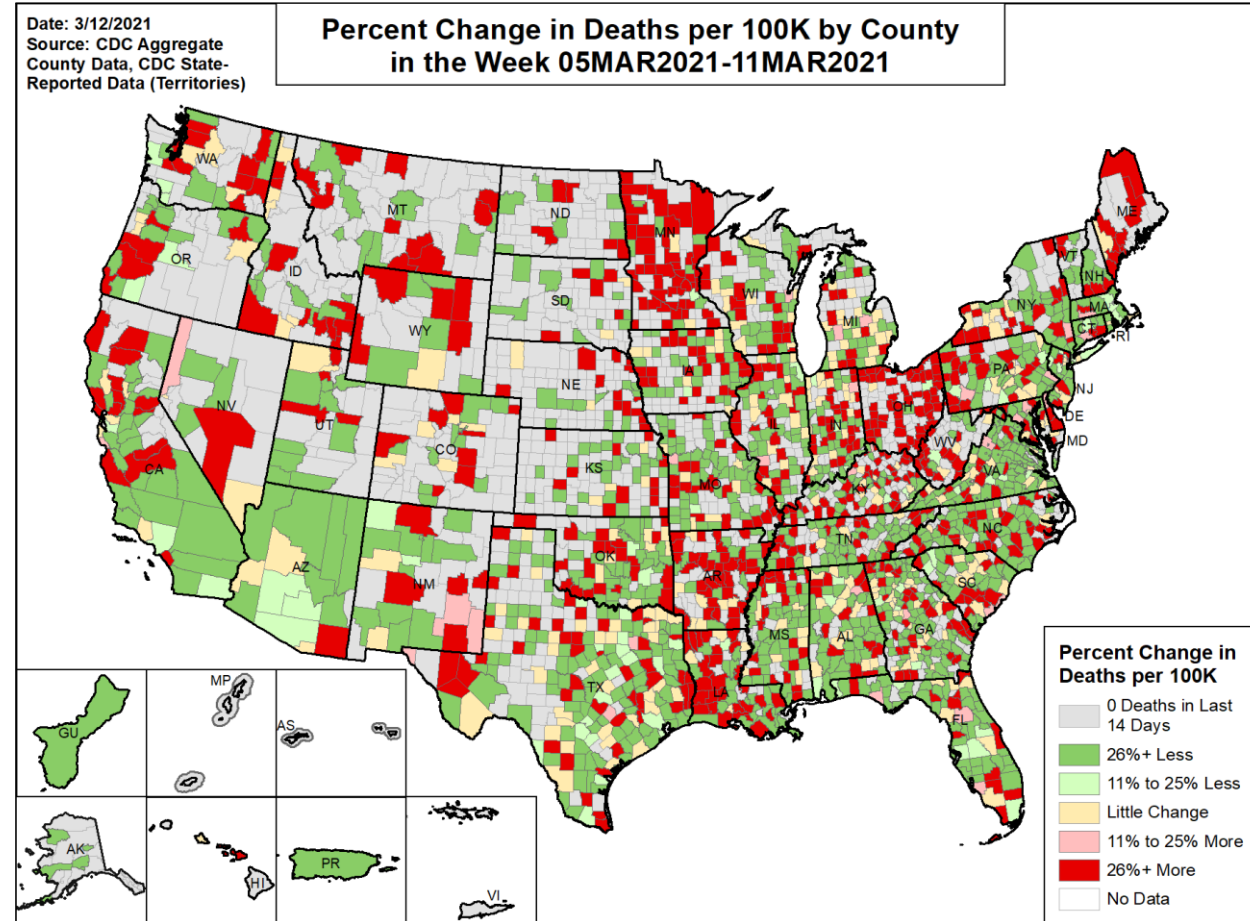 Date: 3/12/2021
Source: CDC Aggregate
County Data, CDC State-
Reported Data (Territories)
Percent Change in Deaths per 100K by County
in the Week 05MAR2021-11MAR2021
WA
MT
ND
MN
ME
OR
ID
SD
WI
MI
VT
NH
NY
MA
CT
RI
WY
NE
IA
PA
NJ
NV
UT
CO
IL
IN
OH
DE
MD
WV
VA
CA
KS
MO
KY
AZ
NM
OK
AR
TN
NC
SC
MS
AL
GA
TX
LA
FL
GU
MP
AS
AK
HI
PR
VI
Percent Change in
Deaths per 100K
0 Deaths in Last
14 Days
26%+ Less
11% to 25% Less
Little Change
11% to 25% More
26%+ More
No Data